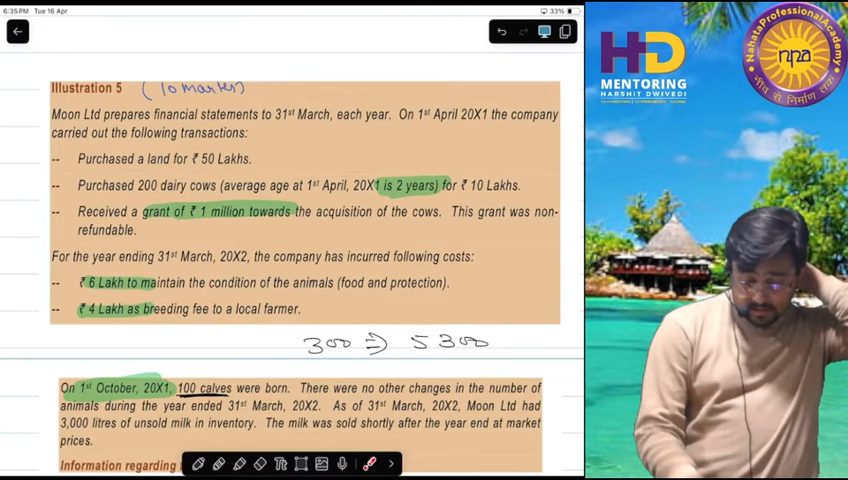 6:35 PM Tue 16 Apr
33%
Illustration 5 (10 marks)
Moon Ltd prepares financial statements to 31st March, each year. On 1st April 20X1 the company
carried out the following transactions:
-- Purchased a land for ₹ 50 Lakhs.
-- Purchased 200 dairy cows (average age at 1st April, 20X1 is 2 years) for ₹ 10 Lakhs.
-- Received a grant of ₹ 1 million towards the acquisition of the cows. This grant was non-
refundable.
For the year ending 31st March, 20X2, the company has incurred following costs:
-- ₹ 6 Lakh to maintain the condition of the animals (food and protection).
-- ₹ 4 Lakh as breeding fee to a local farmer.
300 => 5300
On 1st October, 20X1, 100 calves were born. There were no other changes in the number of
animals during the year ended 31st March, 20X2. As of 31st March, 20X2, Moon Ltd had
3,000 litres of unsold milk in inventory. The milk was sold shortly after the year end at market
prices.
Information regarding
HD
MENTORING
HARSHIT DWIVEDI
Nahata Professional Academy
npa
नींव से निर्माण तक